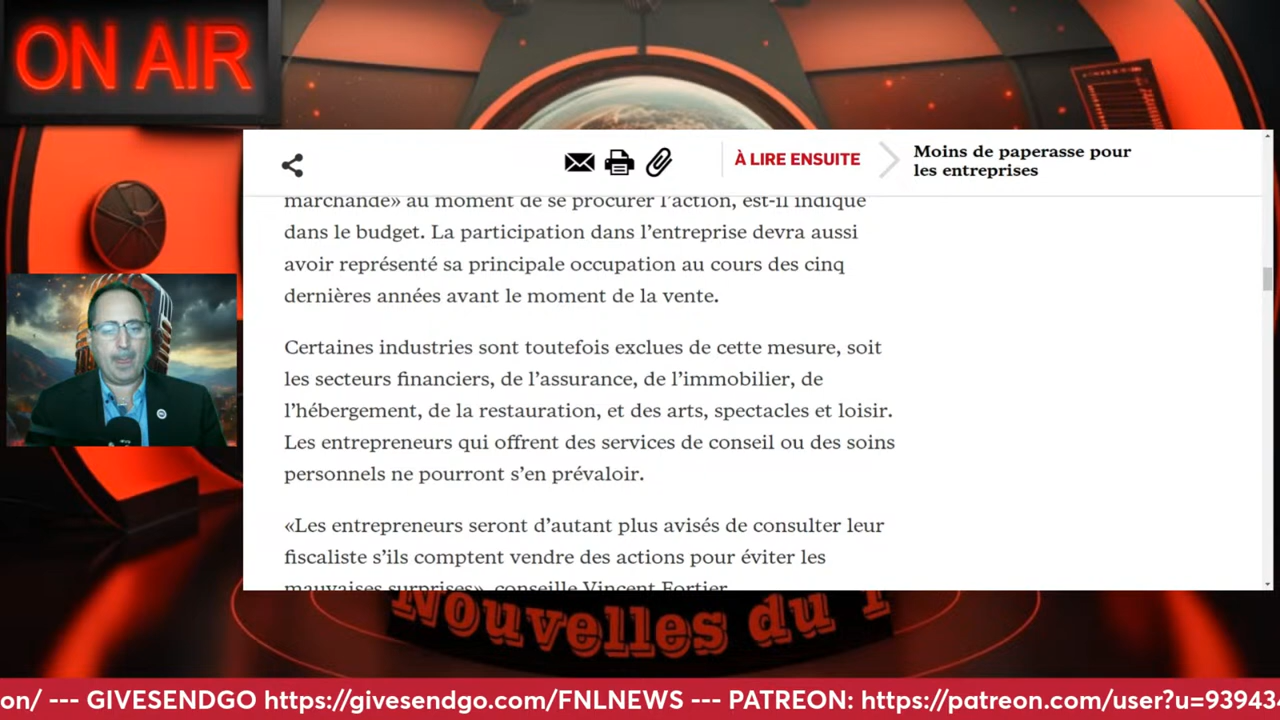 ON AIR
À LIRE ENSUITE
Moins de paperasse pour
les entreprises
marchande» au moment de se procurer l'action, est-il indiqué
dans le budget. La participation dans l'entreprise devra aussi
avoir représenté sa principale occupation au cours des cinq
dernières années avant le moment de la vente.
Certaines industries sont toutefois exclues de cette mesure, soit
les secteurs financiers, de l'assurance, de l'immobilier, de
l'hébergement, de la restauration, et des arts, spectacles et loisir.
Les entrepreneurs qui offrent des services de conseil ou des soins
personnels ne pourront s'en prévaloir.
«Les entrepreneurs seront d'autant plus avisés de consulter leur
fiscaliste s'ils comptent vendre des actions pour éviter les
mauvaises surprises», conseille Vincent Fortier
Nouvelles du
on/ --- GIVESENDGO https://givesendgo.com/FNLNEWS --- PATREON: https://patreon.com/user?u=93943